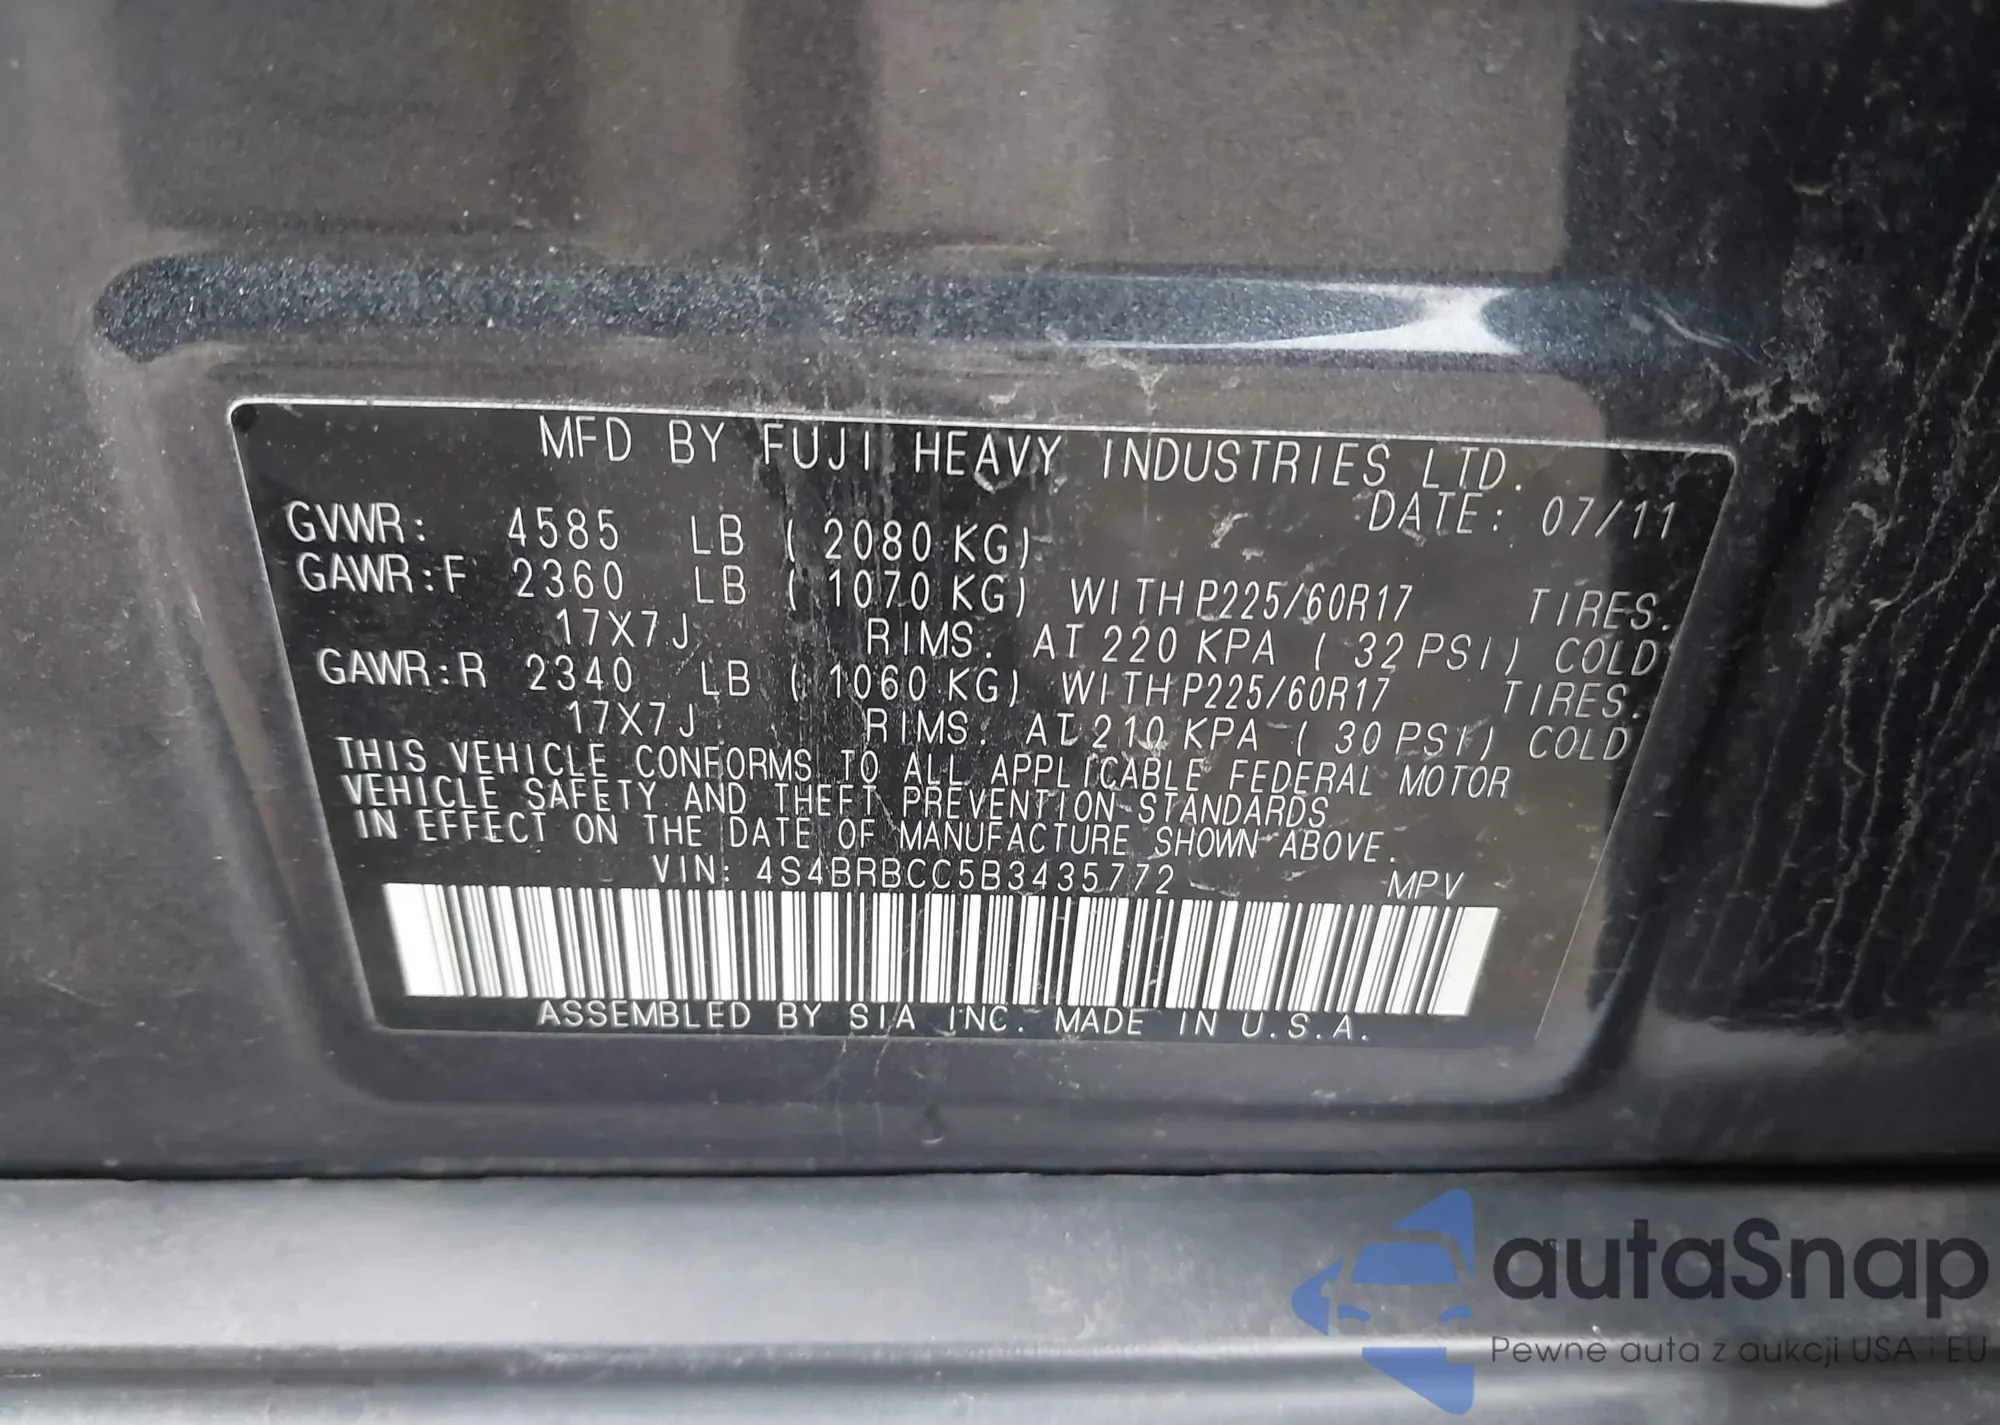 MFD BY FUJI HEAVY INDUSTRIES LTD.
DATE: 07/11
GVWR: 4585 LB ( 2080 KG)
GAWR:F 2360 LB ( 1070 KG) WITH P225/60R17 TIRES.
17X7J RIMS. AT 220 KPA ( 32 PSI) COLD
GAWR:R 2340 LB ( 1060 KG) WITH P225/60R17 TIRES.
17X7J RIMS. AT 210 KPA ( 30 PSI) COLD
THIS VEHICLE CONFORMS TO ALL APPLICABLE FEDERAL MOTOR
VEHICLE SAFETY AND THEFT PREVENTION STANDARDS
IN EFFECT ON THE DATE OF MANUFACTURE SHOWN ABOVE.
VIN: 4S4BRBCC5B3435772 MPV
ASSEMBLED BY SIA INC. MADE IN U.S.A.
autaSnap
Pewne auta z aukcji USA i EU